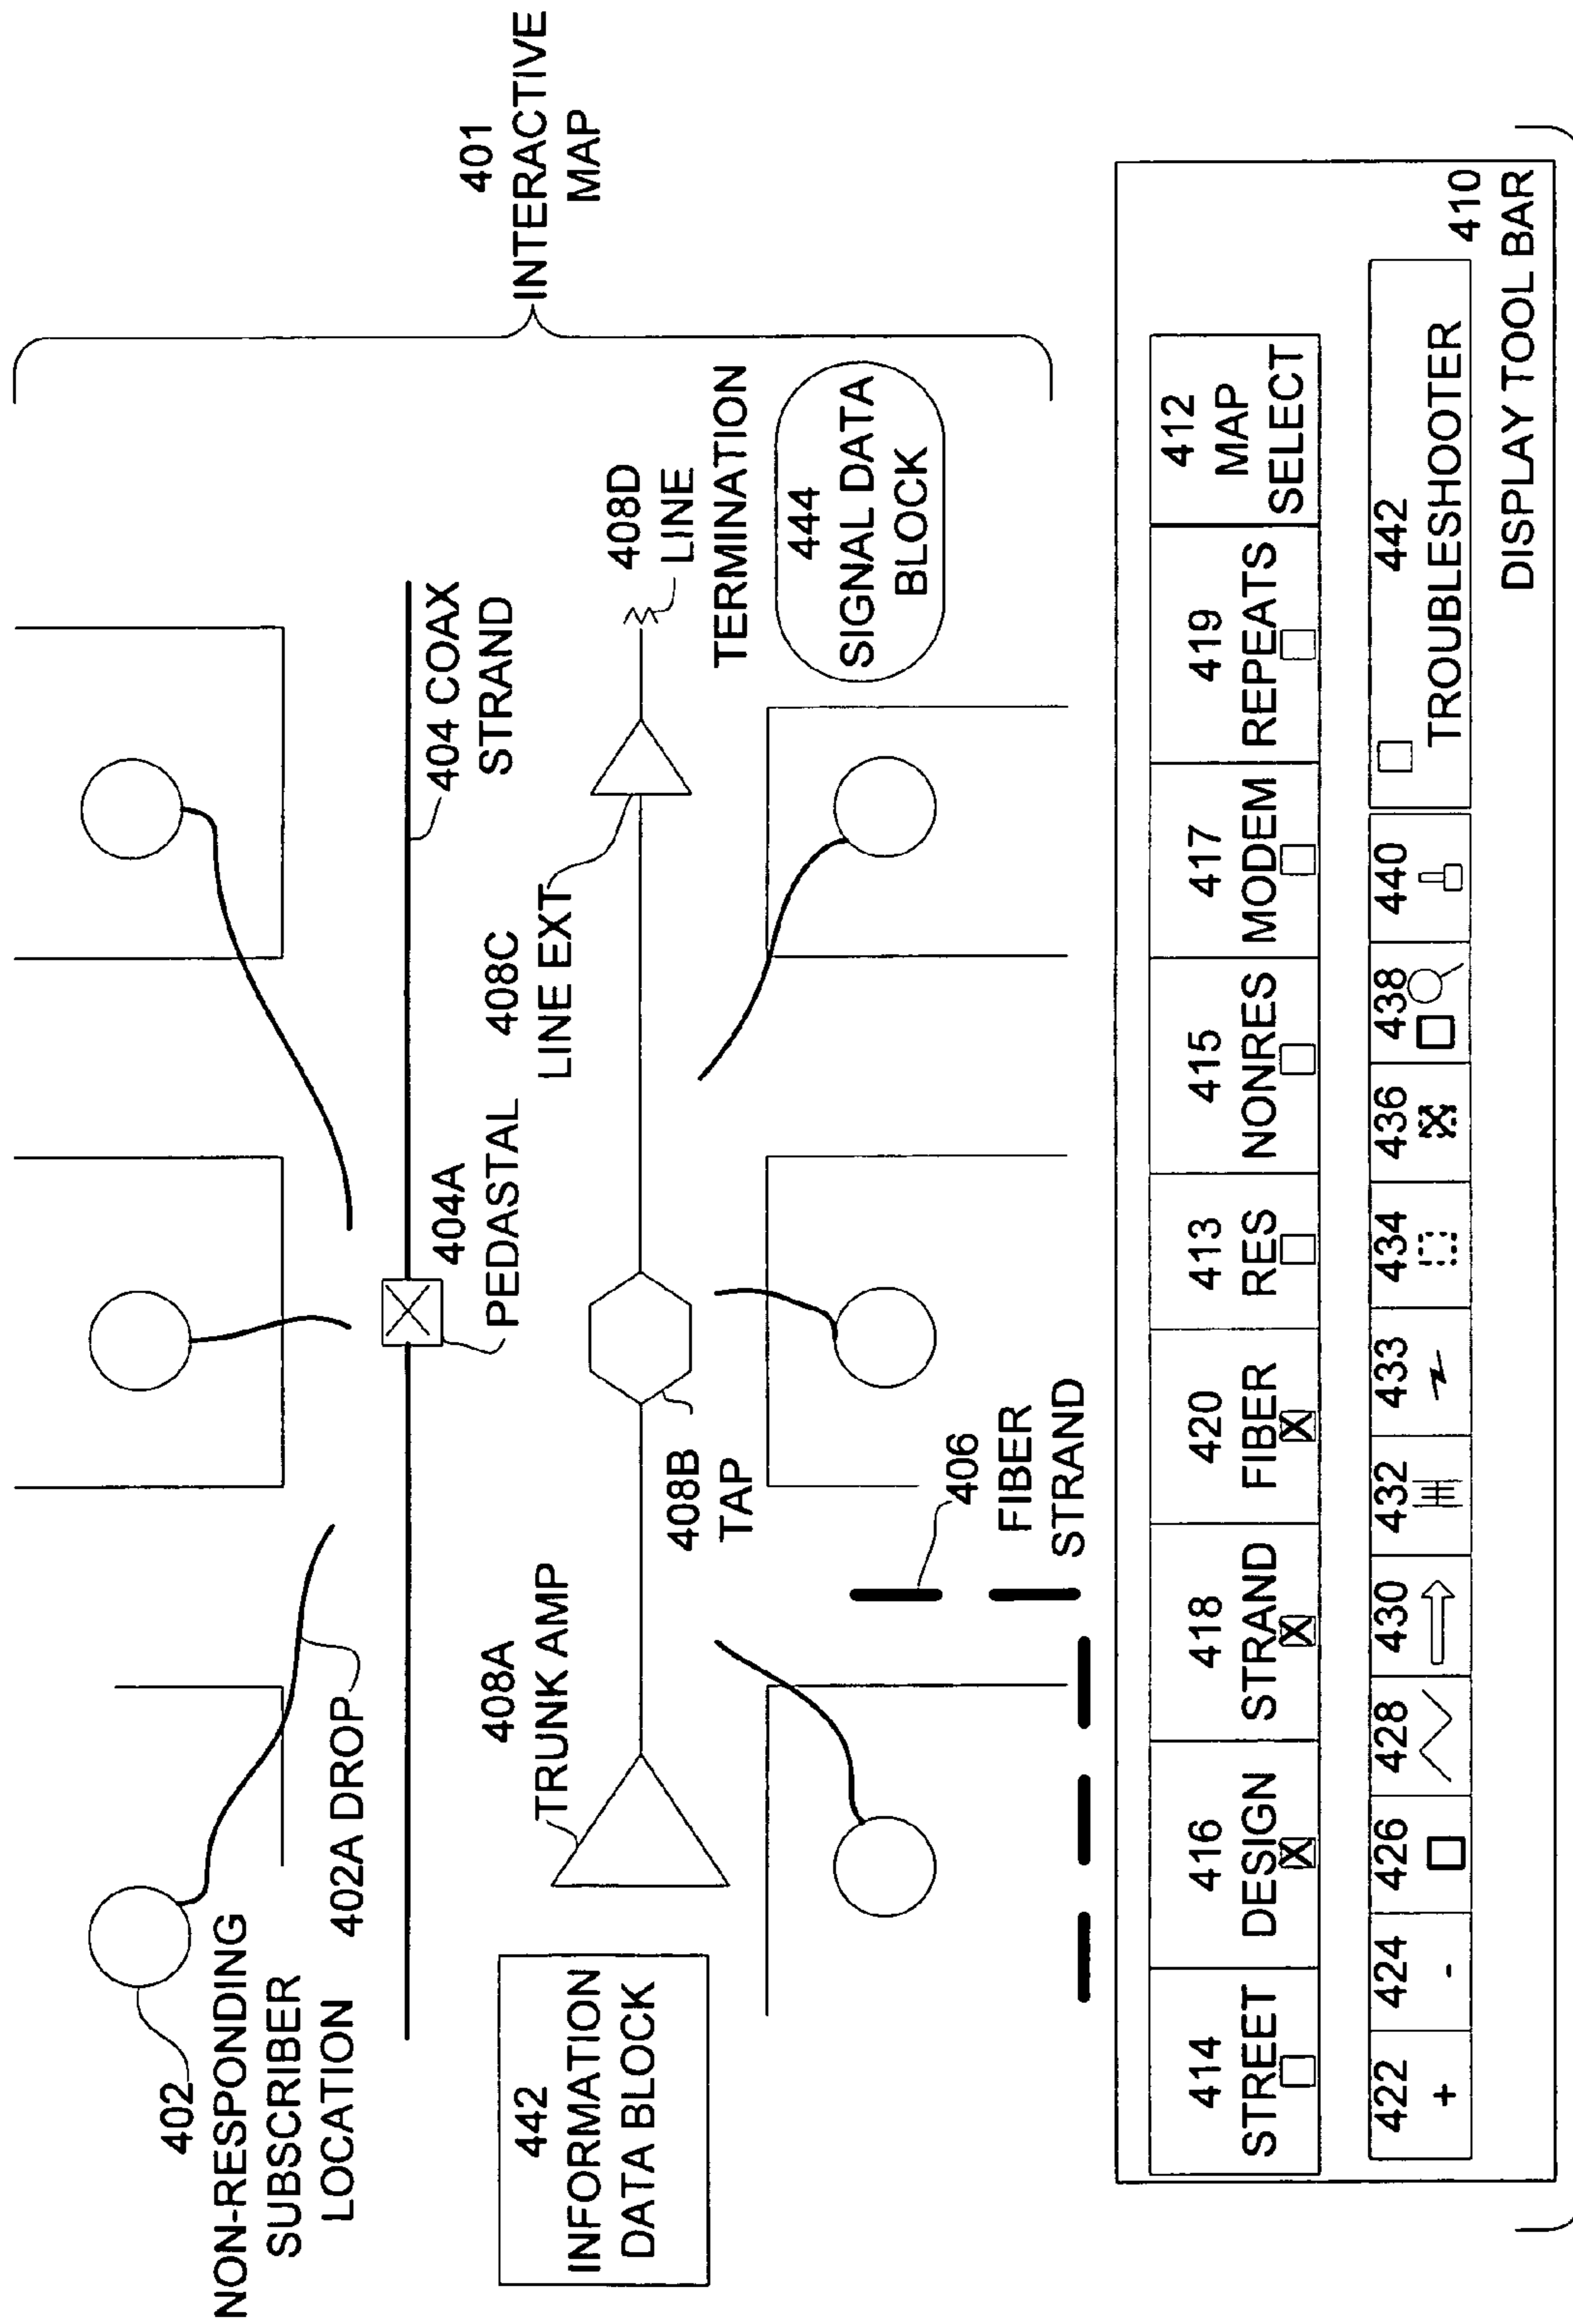 401
INTERACTIVE
MAP
402
NON-RESPONDING
SUBSCRIBER
LOCATION
402A DROP
404A
PEDASTAL
404 COAX
STRAND
442
INFORMATION
DATA BLOCK
408A
TRUNK AMP
408B
TAP
408C
LINE EXT
408D
LINE
TERMINATION
444
SIGNAL DATA
BLOCK
406
FIBER
STRAND
414
STREET
416
DESIGN
418
STRAND
420
FIBER
413
RES
415
NONRES
417
MODEM
419
REPEATS
412
MAP
SELECT
422
+
424
-
426
428
430
432
433
434
436
438
440
442
TROUBLESHOOTER
410
DISPLAY TOOL BAR